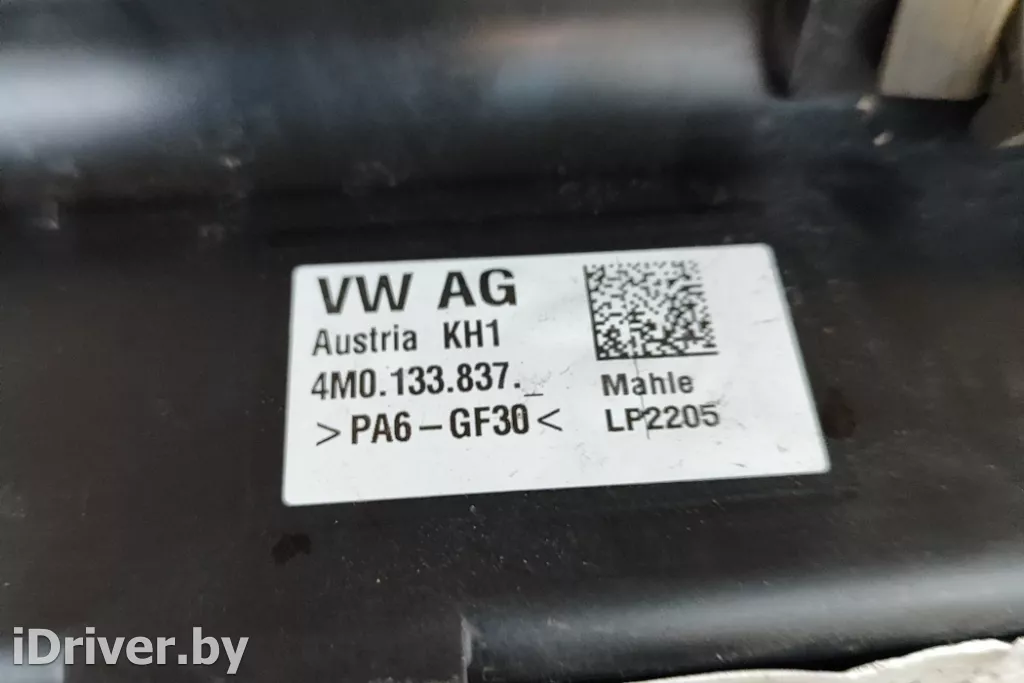 VW AG
Austria KH1
4M0.133.837._
>PA6-GF30<
Mahle
LP2205
iDriver.by